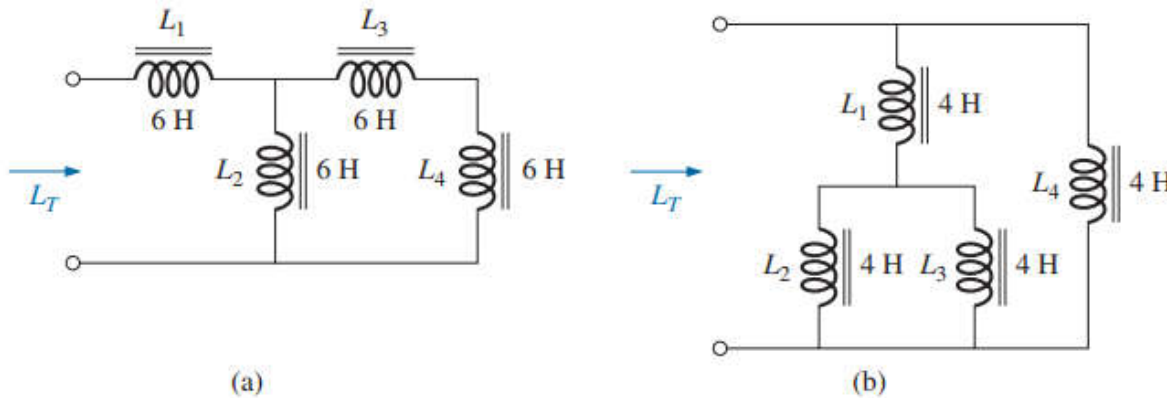 L1 L3
6 H 6 H
L2 6 H L4 6 H
LT
(a)
L1 4 H
LT L4 4 H
L2 4 H L3 4 H
(b)